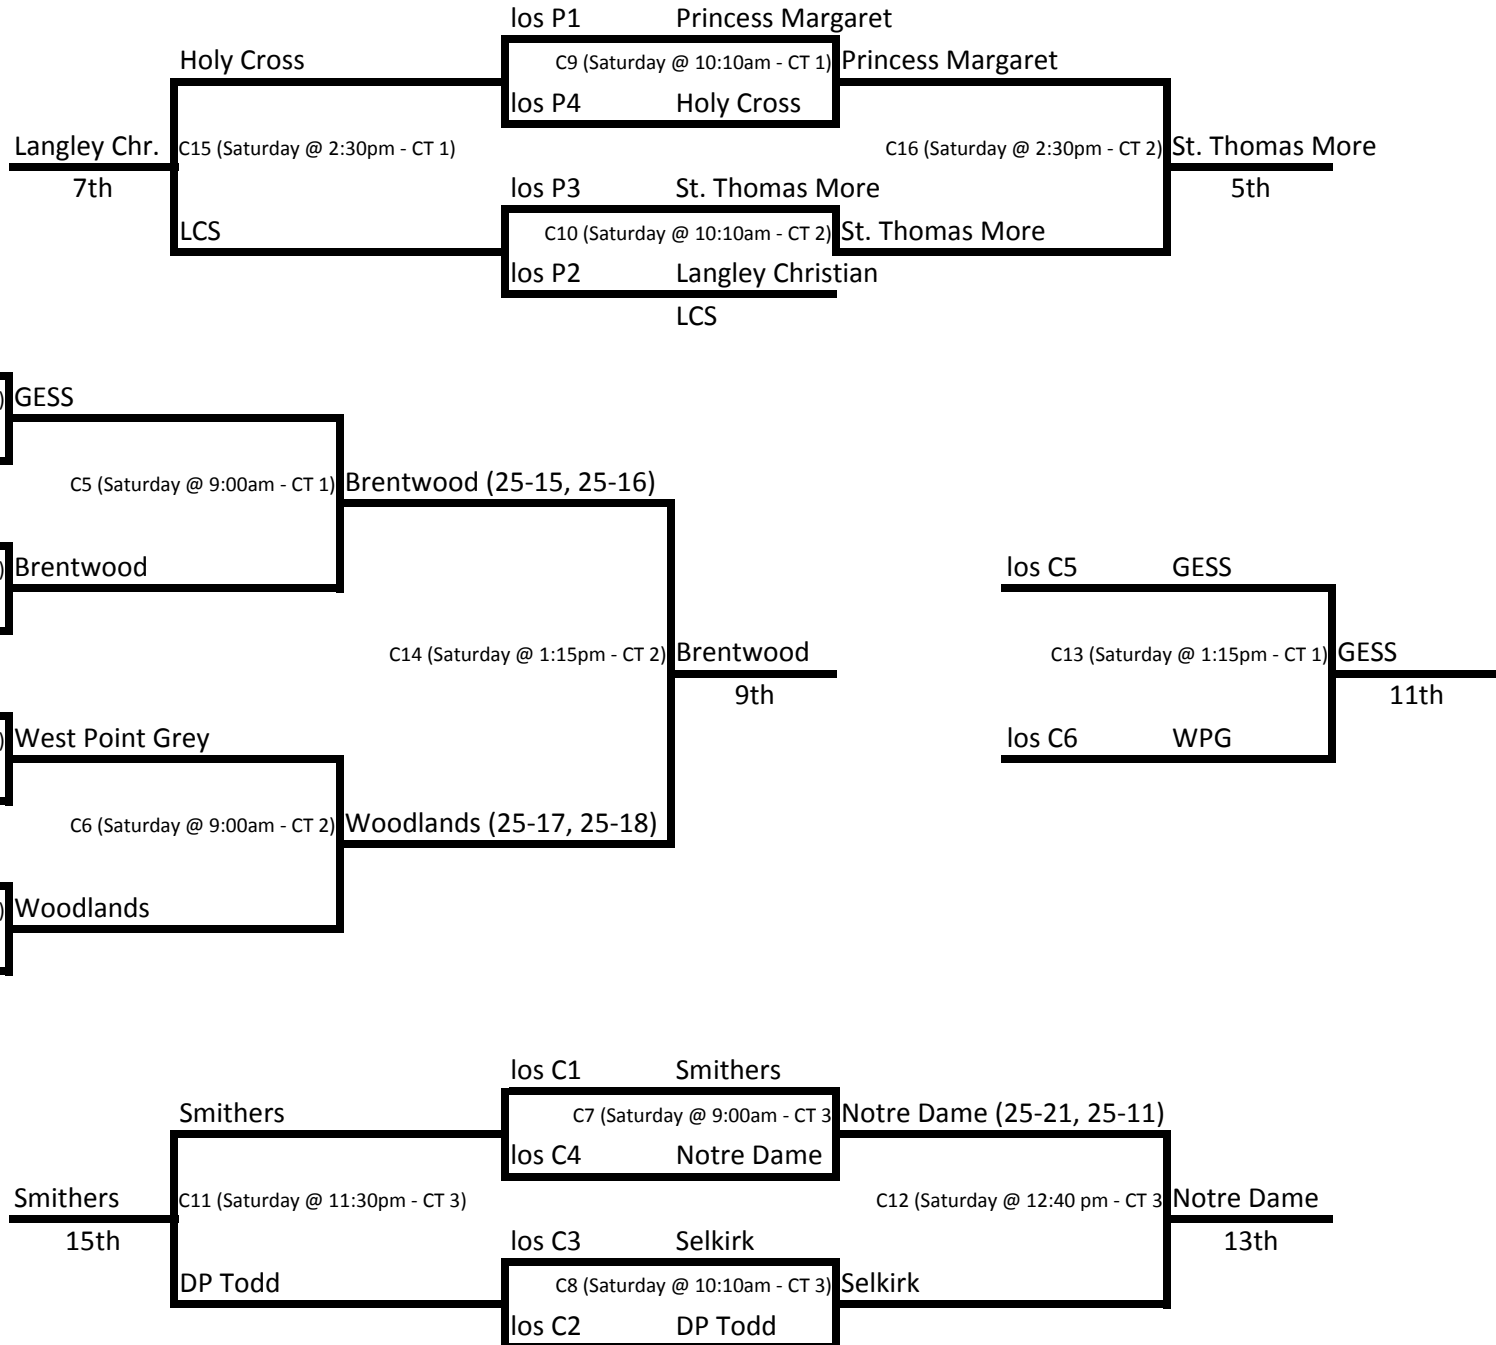 los P1 Princess Margaret
Holy Cross C9 (Saturday @ 10:10am - CT 1) Princess Margaret
los P4 Holy Cross
Langley Chr. C15 (Saturday @ 2:30pm - CT 1) C16 (Saturday @ 2:30pm - CT 2) St. Thomas More
7th los P3 St. Thomas More 5th
LCS C10 (Saturday @ 10:10am - CT 2) St. Thomas More
los P2 Langley Christian
LCS
) GESS
C5 (Saturday @ 9:00am - CT 1) Brentwood (25-15, 25-16)
) Brentwood los C5 GESS
C14 (Saturday @ 1:15pm - CT 2) Brentwood C13 (Saturday @ 1:15pm - CT 1) GESS
9th 11th
) West Point Grey los C6 WPG
C6 (Saturday @ 9:00am - CT 2) Woodlands (25-17, 25-18)
) Woodlands
los C1 Smithers
Smithers C7 (Saturday @ 9:00am - CT 3 Notre Dame (25-21, 25-11)
los C4 Notre Dame
Smithers C11 (Saturday @ 11:30pm - CT 3) C12 (Saturday @ 12:40 pm - CT 3 Notre Dame
15th los C3 Selkirk 13th
DP Todd C8 (Saturday @ 10:10am - CT 3) Selkirk
los C2 DP Todd